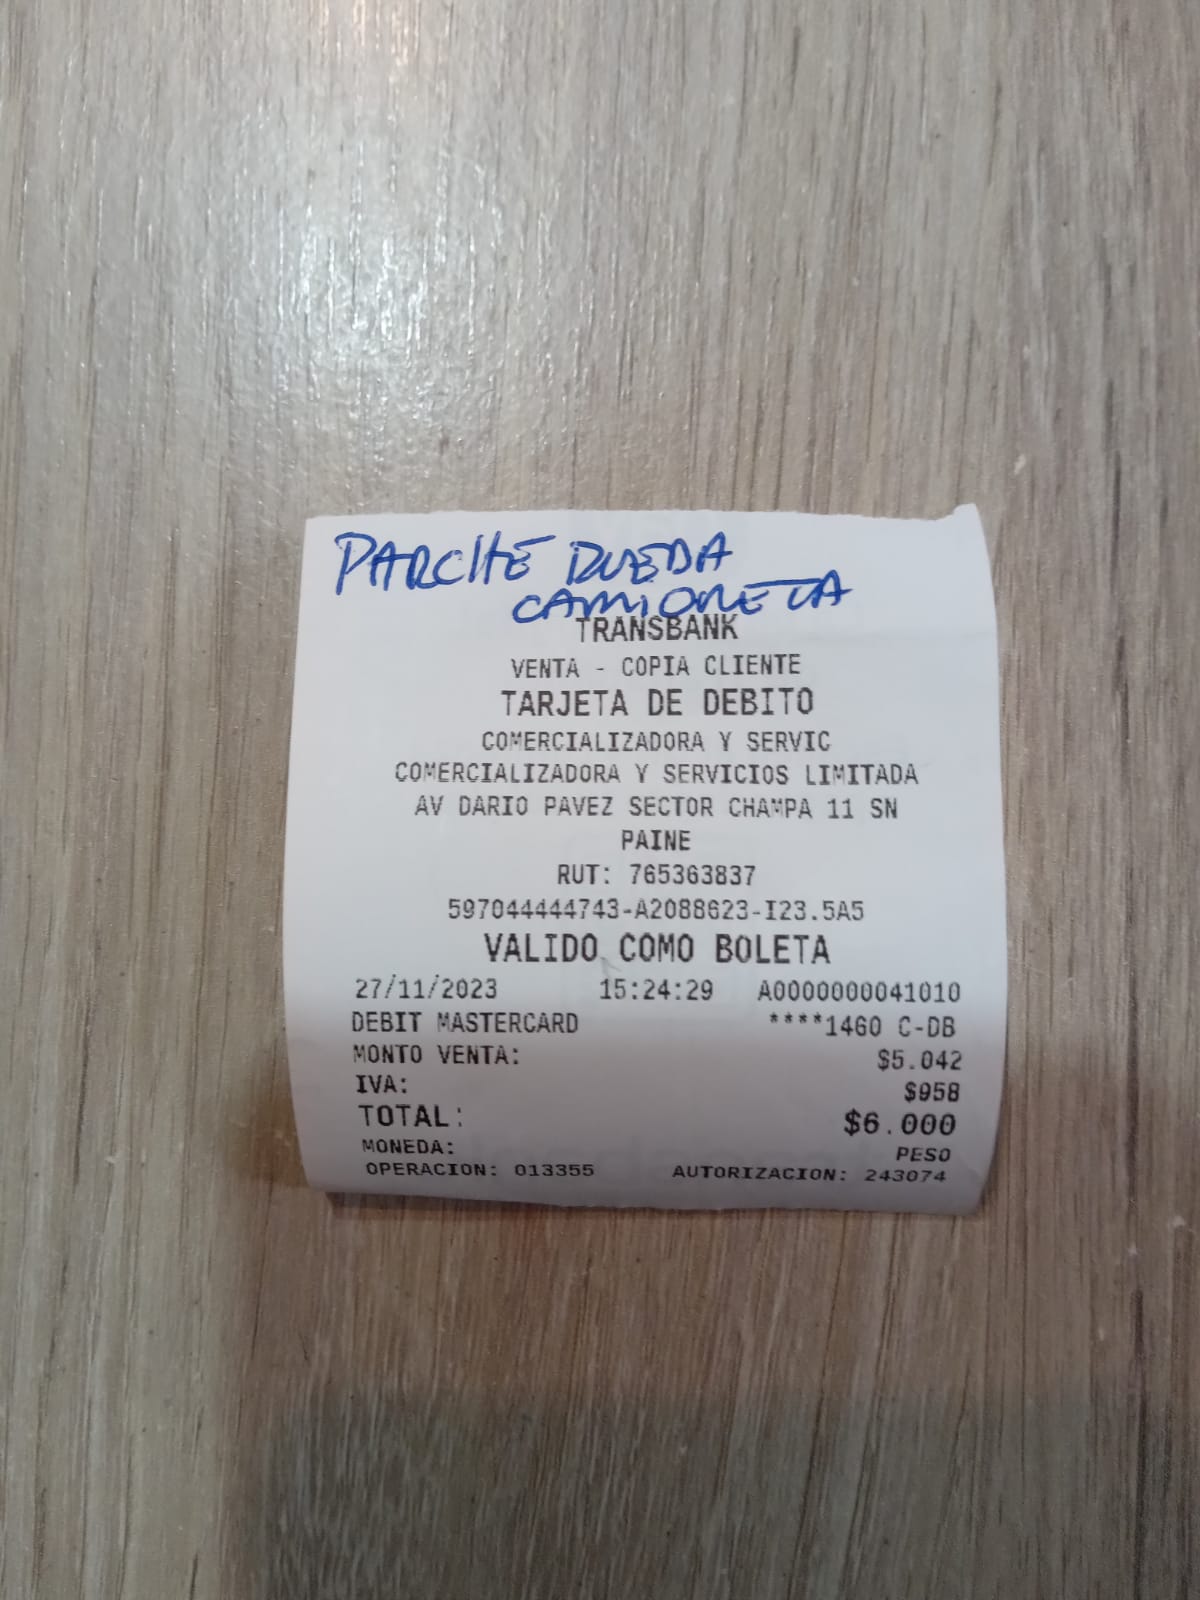 PARCHE RUEDA
CAMIONETA
TRANSBANK
VENTA - COPIA CLIENTE
TARJETA DE DEBITO
COMERCIALIZADORA Y SERVIC
COMERCIALIZADORA Y SERVICIOS LIMITADA
AV DARIO PAVEZ SECTOR CHAMPA 11 SN
PAINE
RUT: 765363837
597044444743-A2088623-I23.5A5
VALIDO COMO BOLETA
27/11/2023 15:24:29 A0000000041010
DEBIT MASTERCARD ****1460 C-DB
MONTO VENTA: $5.042
IVA: $958
TOTAL: $6.000
MONEDA: PESO
OPERACION: 013355 AUTORIZACION: 243074